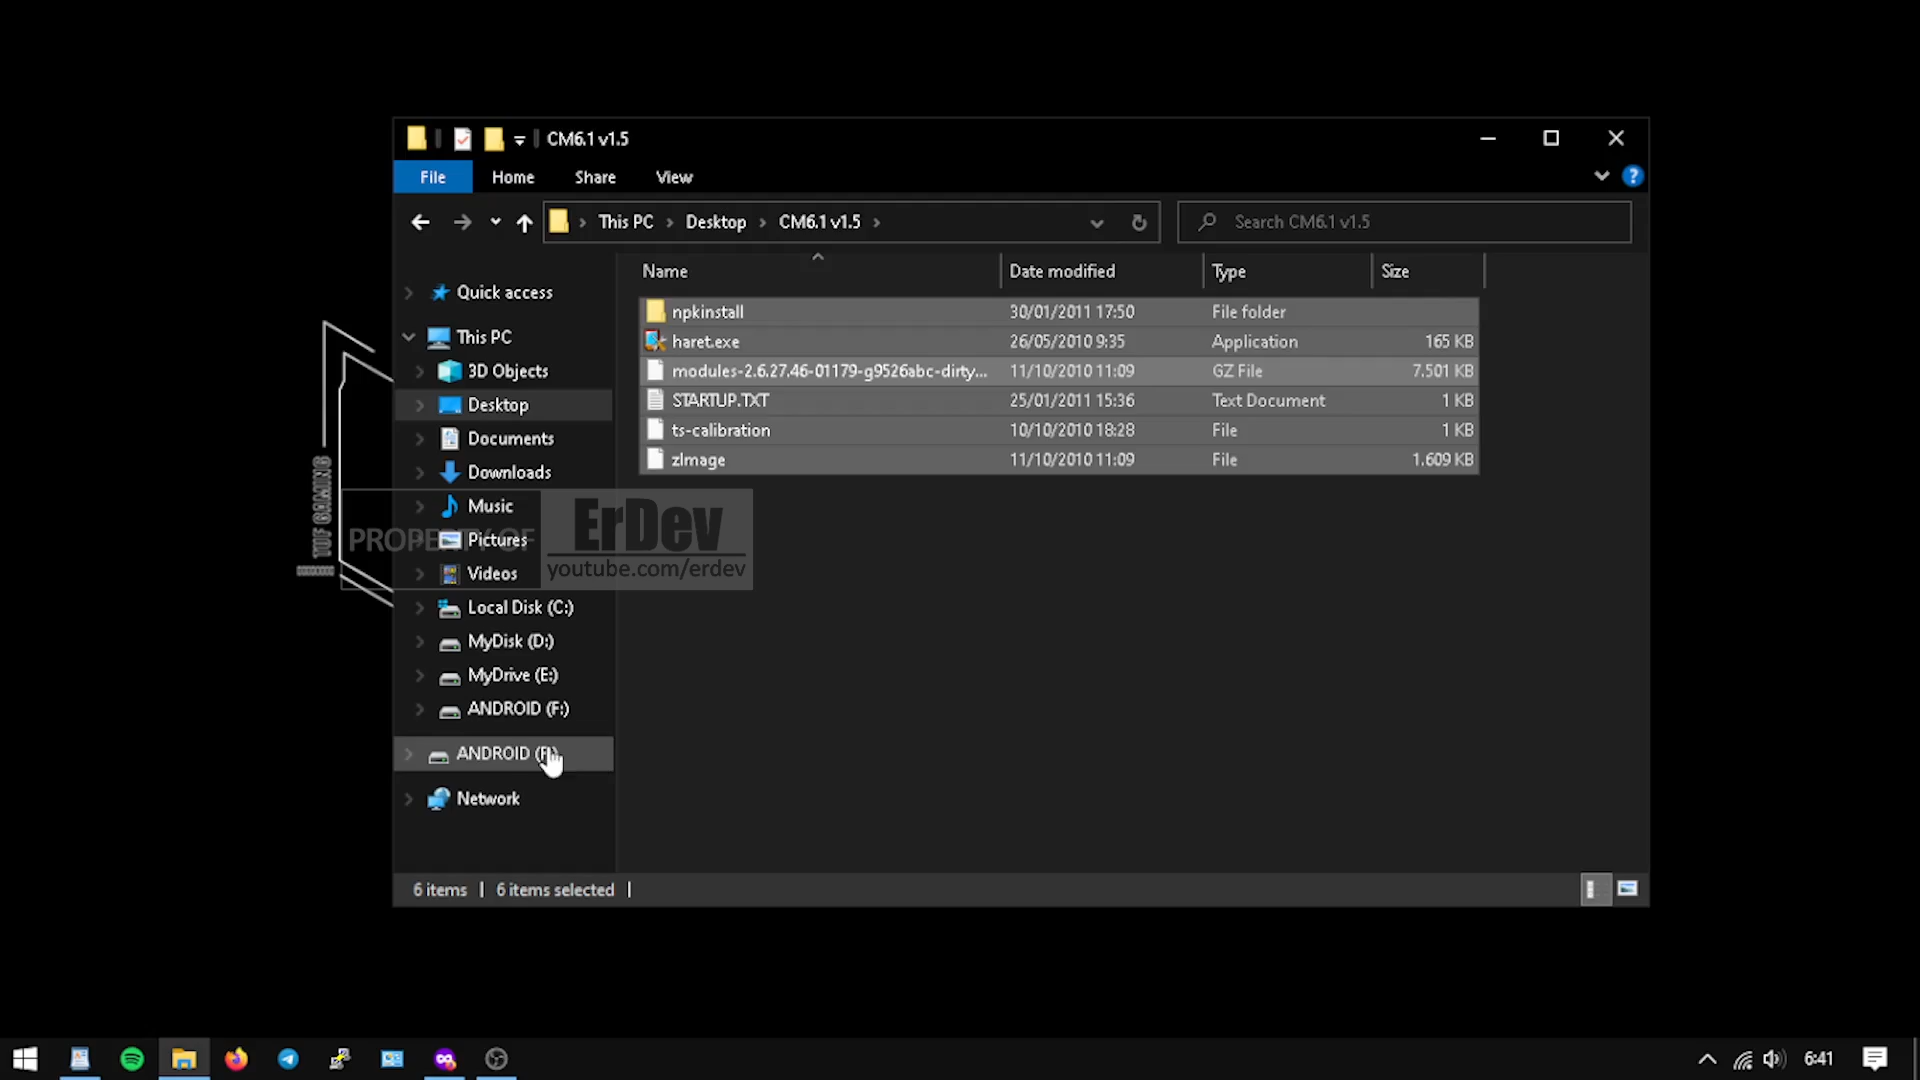 CM6.1 v1.5
File Home Share View
This PC Desktop CM6.1 v1.5 Search CM6.1 v1.5
Name Date modified Type Size
Quick access
This PC
3D Objects
Desktop
Documents
Downloads
Music
Pictures
Videos
Local Disk (C:)
MyDisk (D:)
MyDrive (E:)
ANDROID (F:)
ANDROID
Network
npkinstall 30/01/2011 17:50 File folder
haret.exe 26/05/2010 9:35 Application 165 KB
modules-2.6.27.46-01179-g9526abc-dirty... 11/10/2010 11:09 GZ File 7.501 KB
STARTUP.TXT 25/01/2011 15:36 Text Document 1 KB
ts-calibration 10/10/2010 18:28 File 1 KB
zImage 11/10/2010 11:09 File 1.609 KB
TUF GAMING
PROPERTY OF
ErDev
youtube.com/erdev
6 items 6 items selected
6:41